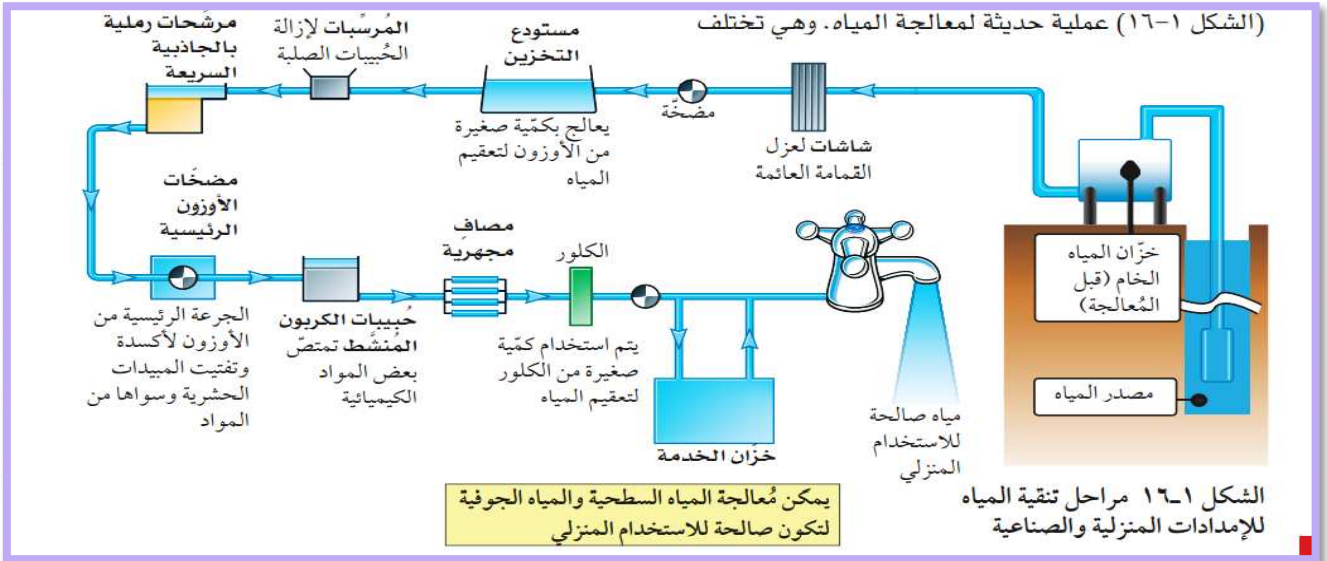 (الشكل ١-١٦) عملية حديثة لمعالجة المياه. وهي تختلف
خزّان المياه
الخام (قبل
المُعالجة)
مصدر المياه
شاشات لعزل
القمامة العائمة
مضخّة
مستودع
التخزين
يعالج بكمّية صغيرة
من الأوزون لتعقيم
المياه
المُرسِّبات لإزالة
الحُبيبات الصلبة
مرشّحات رملية
بالجاذبية
السريعة
مضخّات
الأوزون
الرئيسية
الجرعة الرئيسية من
الأوزون لأكسدة
وتفتيت المبيدات
الحشرية وسواها من
المواد
حُبيبات الكربون
المُنشَّط تمتصّ
بعض المواد
الكيميائية
مصافٍ
مجهرية
الكلور
يتم استخدام كمّية
صغيرة من الكلور
لتعقيم المياه
خزّان الخدمة
مياه صالحة
للاستخدام
المنزلي
الشكل ١-١٦ مراحل تنقية المياه
للإمدادات المنزلية والصناعية
يمكن مُعالجة المياه السطحية والمياه الجوفية
لتكون صالحة للاستخدام المنزلي